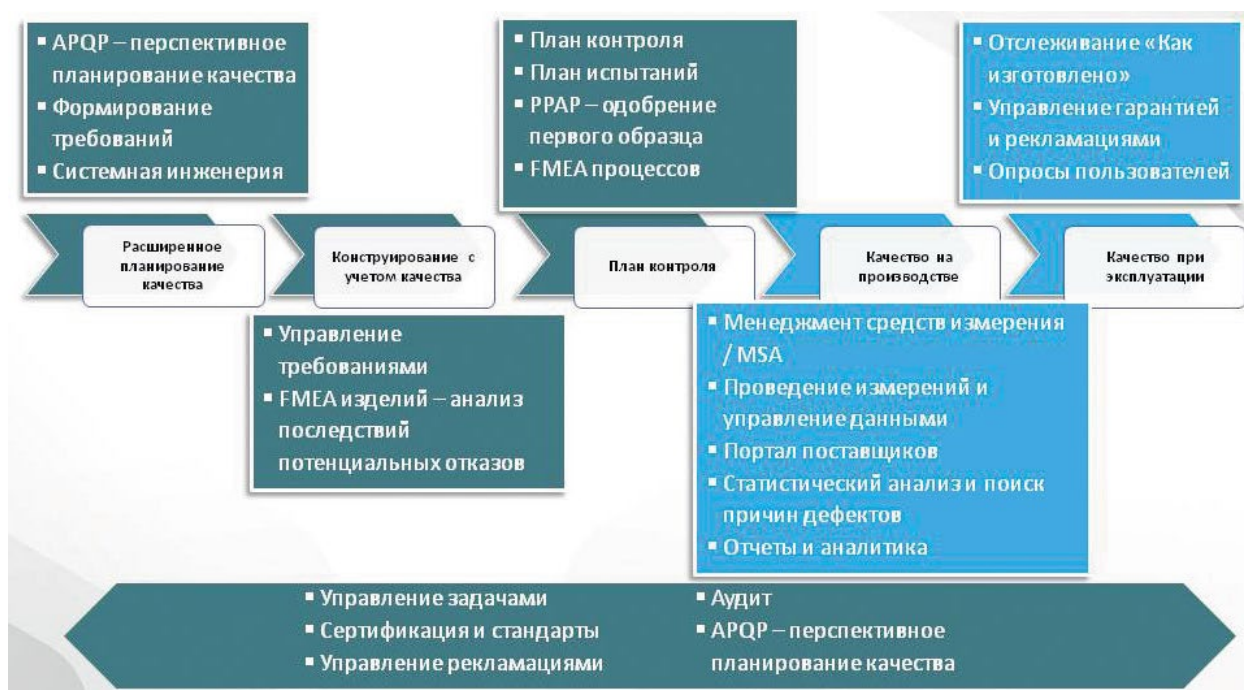 ▪ APQP – перспективное
планирование качества
▪ Формирование
требований
▪ Системная инженерия
▪ План контроля
▪ План испытаний
▪ PPAP – одобрение
первого образца
▪ FMEA процессов
▪ Отслеживание «Как
изготовлено»
▪ Управление гарантией
и рекламациями
▪ Опросы пользователей
Расширенное
планирование
качества
Конструирование с
учетом качества
План контроля
Качество на
производстве
Качество при
эксплуатации
▪ Управление
требованиями
▪ FMEA изделий – анализ
последствий
потенциальных отказов
▪ Менеджмент средств измерения
/ MSA
▪ Проведение измерений и
управление данными
▪ Портал поставщиков
▪ Статистический анализ и поиск
причин дефектов
▪ Отчеты и аналитика
▪ Управление задачами
▪ Сертификация и стандарты
▪ Управление рекламациями
▪ Аудит
▪ APQP – перспективное
планирование качества